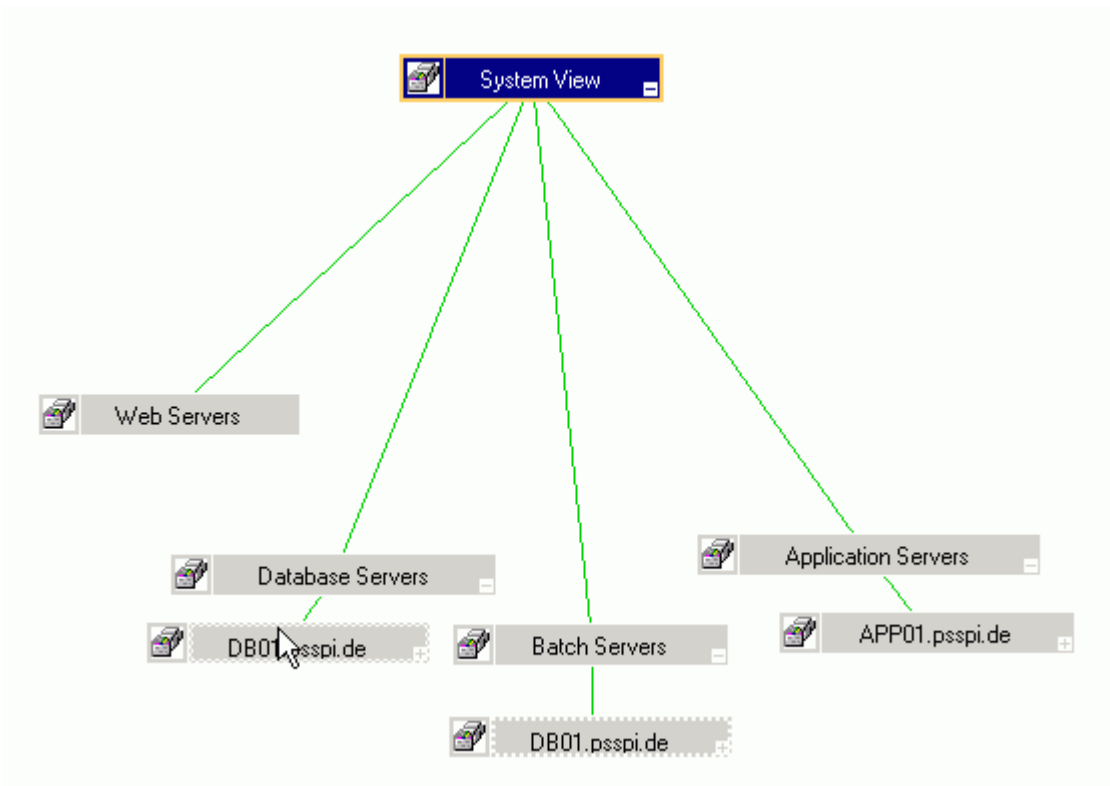 System View
Web Servers
Database Servers
Application Servers
DB01.psspi.de
Batch Servers
APP01.psspi.de
DB01.psspi.de